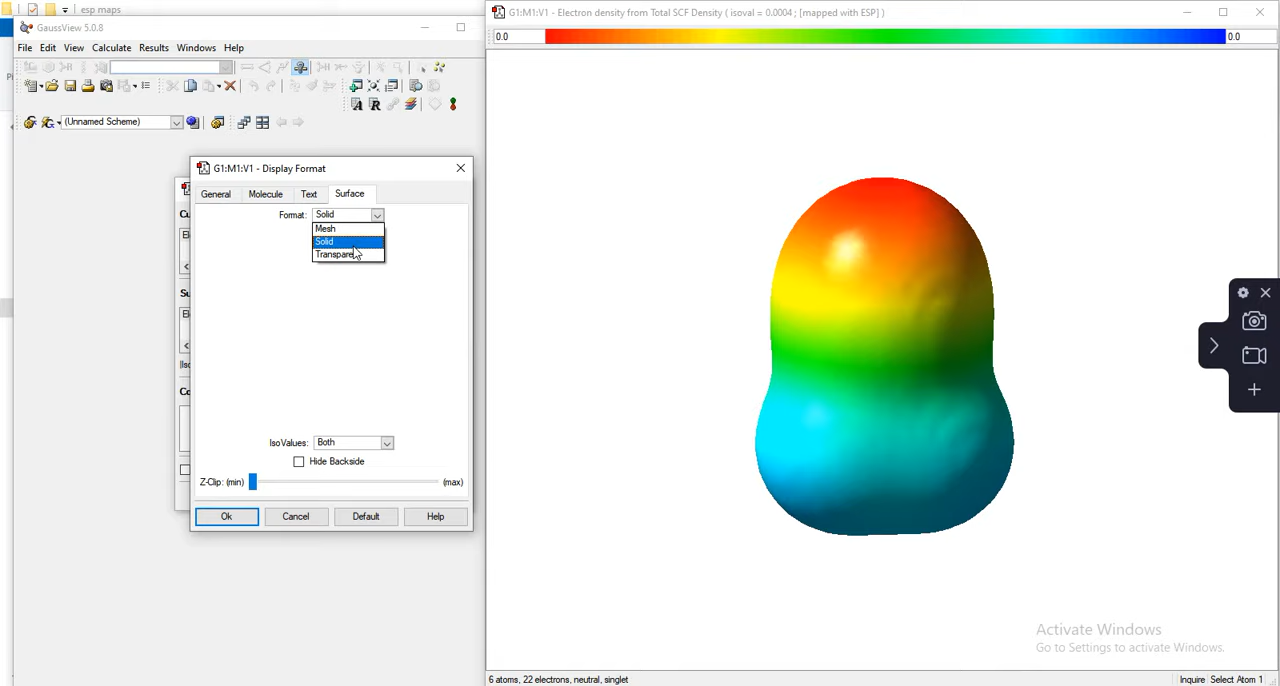 esp maps
GaussView 5.0.8
File Edit View Calculate Results Windows Help
(Unnamed Scheme)
G1:M1:V1 - Display Format
General Molecule Text Surface
Format: Solid
Mesh
Solid
Transpare
IsoValues: Both
Hide Backside
Z-Clip: (min) (max)
Ok Cancel Default Help
G1:M1:V1 - Electron density from Total SCF Density ( isoval = 0.0004 ; [mapped with ESP] )
0.0 0.0
Activate Windows
Go to Settings to activate Windows.
6 atoms, 22 electrons, neutral, singlet
Inquire Select Atom 1